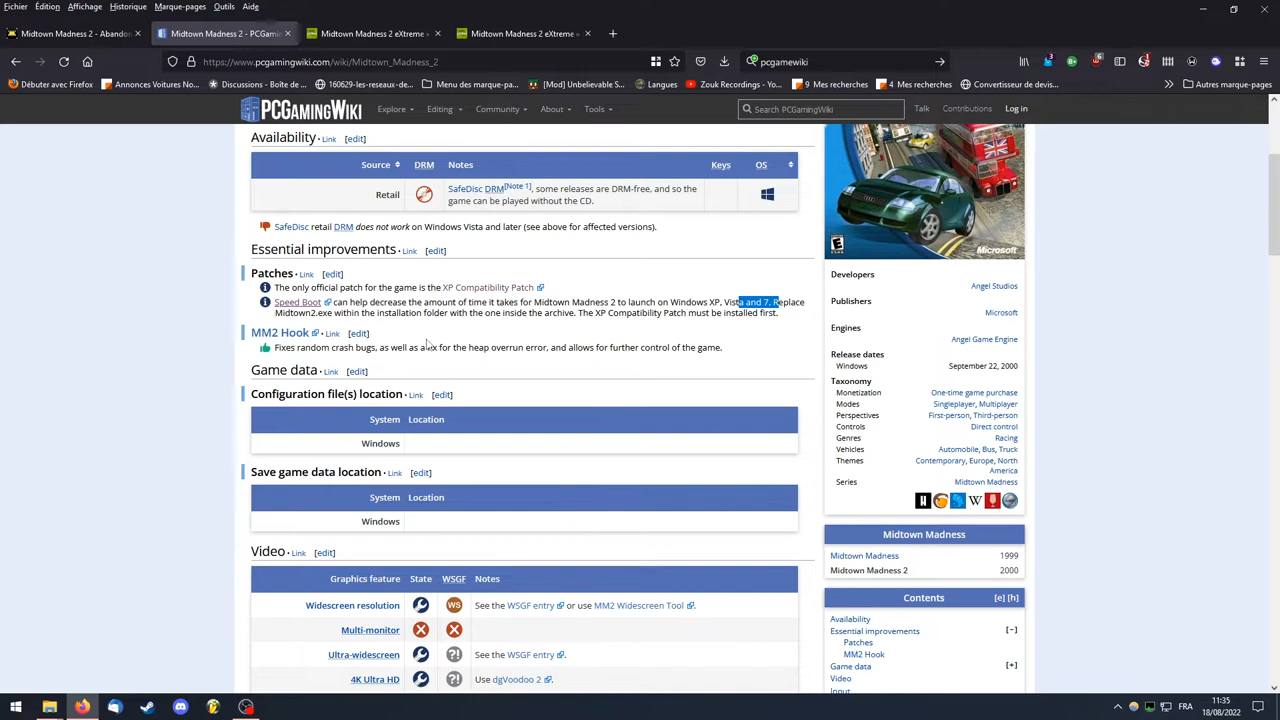 Fichier Édition Affichage Historique Marque-pages Outils Aide
Midtown Madness 2 - Abandon
Midtown Madness 2 - PCGamin
Midtown Madness 2 eXtreme
Midtown Madness 2 eXtreme
https://www.pcgamingwiki.com/wiki/Midtown_Madness_2
pcgamewiki
Débuter avec Firefox
Annonces Voitures No...
Discussions - Boîte de ...
160629-les-reseaux-de...
Menu des marque-pa...
[Mod] Unbelievable S...
Langues
Zouk Recordings - Yo...
9 Mes recherches
4 Mes recherches
Convertisseur de devis...
Autres marque-pages
PCGAMINGWIKI
Explore
Editing
Community
About
Tools
Search PCGamingWiki
Talk
Contributions
Log in
Availability • Link [edit]
Source DRM Notes Keys OS
Retail
SafeDisc DRM[Note 1], some releases are DRM-free, and so the
game can be played without the CD.
SafeDisc retail DRM does not work on Windows Vista and later (see above for affected versions).
Essential improvements • Link [edit]
Patches • Link [edit]
The only official patch for the game is the XP Compatibility Patch
Speed Boot can help decrease the amount of time it takes for Midtown Madness 2 to launch on Windows XP, Vista and 7. Replace
Midtown2.exe within the installation folder with the one inside the archive. The XP Compatibility Patch must be installed first.
MM2 Hook • Link [edit]
Fixes random crash bugs, as well as a fix for the heap overrun error, and allows for further control of the game.
Game data • Link [edit]
Configuration file(s) location • Link [edit]
System Location
Windows
Save game data location • Link [edit]
System Location
Windows
Video • Link [edit]
Graphics feature State WSGF Notes
Widescreen resolution WS See the WSGF entry or use MM2 Widescreen Tool.
Multi-monitor
Ultra-widescreen ?! See the WSGF entry.
4K Ultra HD ?! Use dgVoodoo 2.
E
Microsoft
Developers
Angel Studios
Publishers
Microsoft
Engines
Angel Game Engine
Release dates
Windows September 22, 2000
Taxonomy
Monetization One-time game purchase
Modes Singleplayer, Multiplayer
Perspectives First-person, Third-person
Controls Direct control
Genres Racing
Vehicles Automobile, Bus, Truck
Themes Contemporary, Europe, North
America
Series Midtown Madness
W
Midtown Madness
Midtown Madness 1999
Midtown Madness 2 2000
Contents [e] [h]
Availability
Essential improvements [−]
Patches
MM2 Hook
Game data [+]
Video
Input
FRA
11:35
18/08/2022